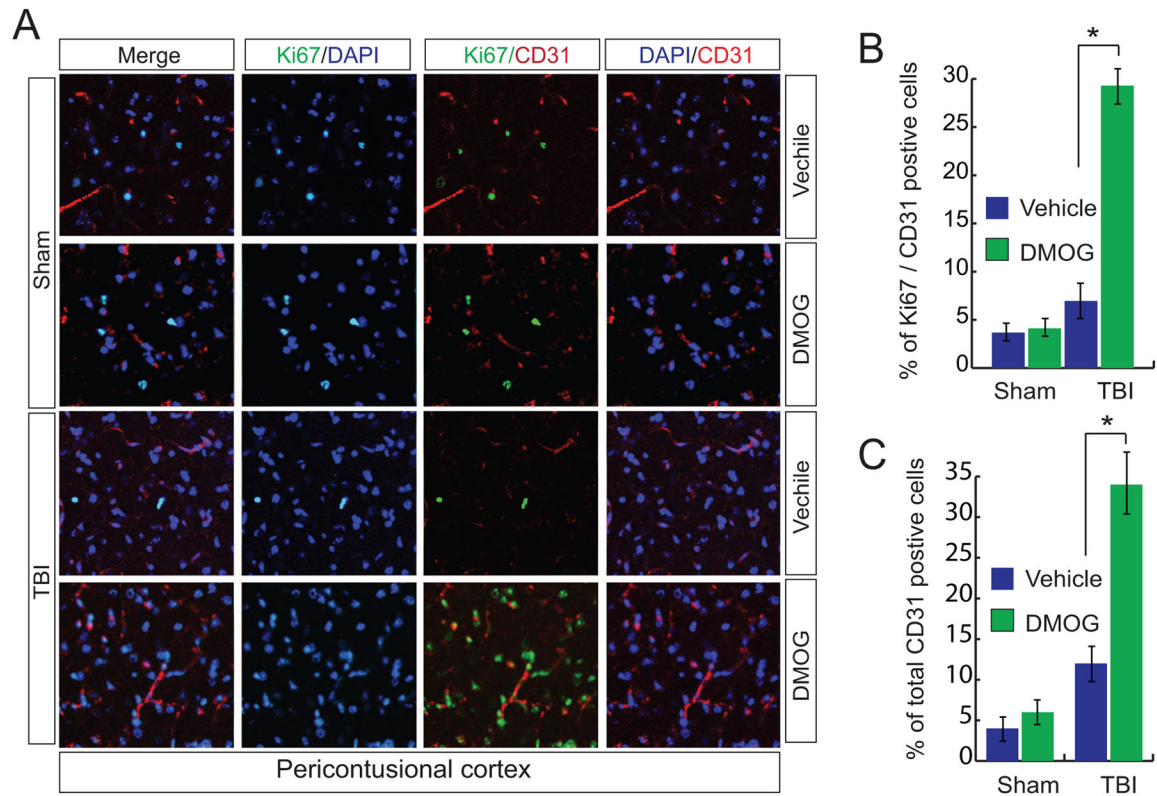 A
Merge
Ki67/DAPI
Ki67/CD31
DAPI/CD31
Sham
Vechile
DMOG
TBI
Vechile
DMOG
Pericontusional cortex
B
% of Ki67 / CD31 postive cells
30
25
20
15
10
5
0
*
Vehicle
DMOG
Sham
TBI
C
% of total CD31 postive cells
35
30
25
20
15
10
5
0
*
Vehicle
DMOG
Sham
TBI